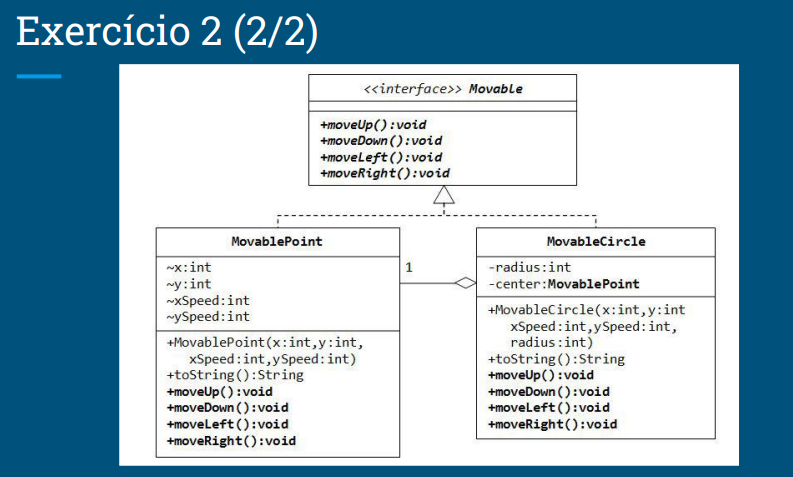 Exercício 2 (2/2)
<<interface>> Movable
+moveUp():void
+moveDown():void
+moveLeft():void
+moveRight():void
MovablePoint
~x:int
~y:int
~xSpeed:int
~ySpeed:int
+MovablePoint(x:int,y:int,
xSpeed:int,ySpeed:int)
+toString():String
+moveUp():void
+moveDown():void
+moveLeft():void
+moveRight():void
1
MovableCircle
-radius:int
-center:MovablePoint
+MovableCircle(x:int,y:int
xSpeed:int,ySpeed:int,
radius:int)
+toString():String
+moveUp():void
+moveDown():void
+moveLeft():void
+moveRight():void